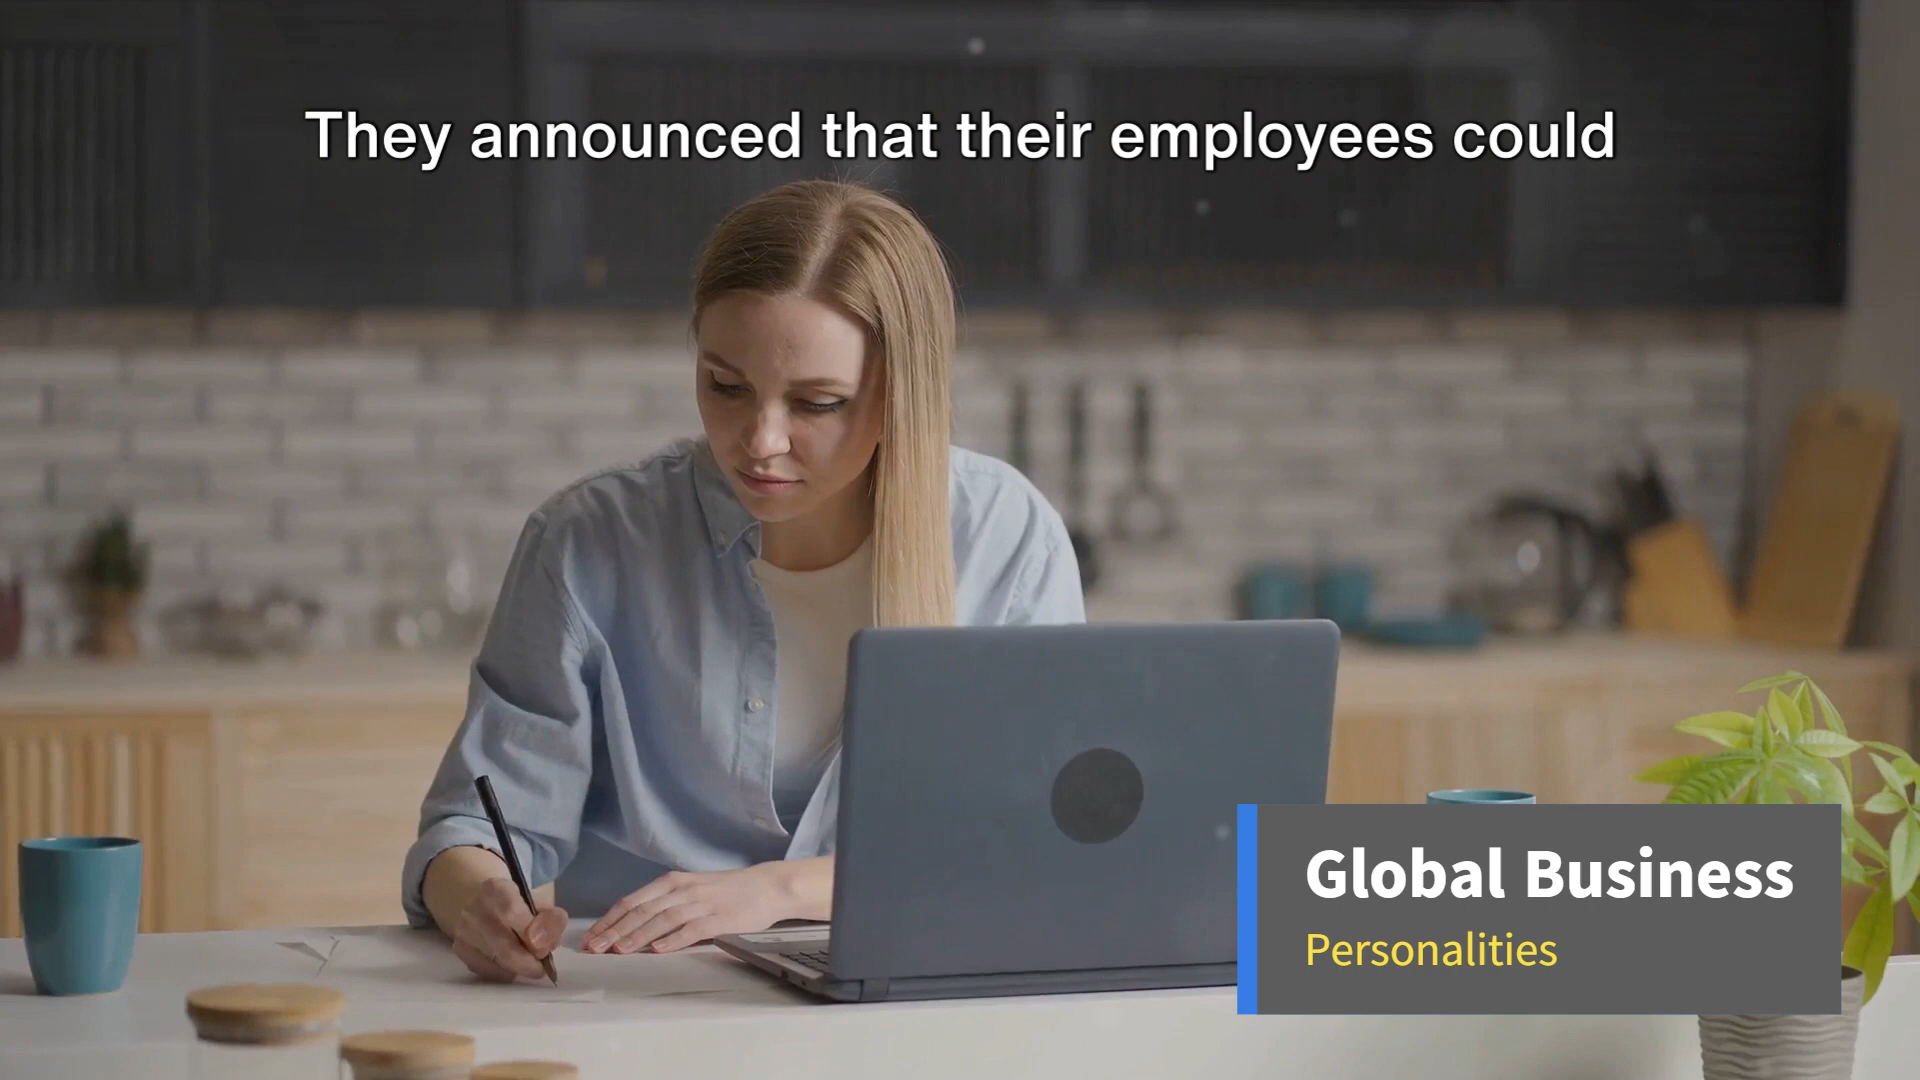 They announced that their employees could
Global Business
Personalities